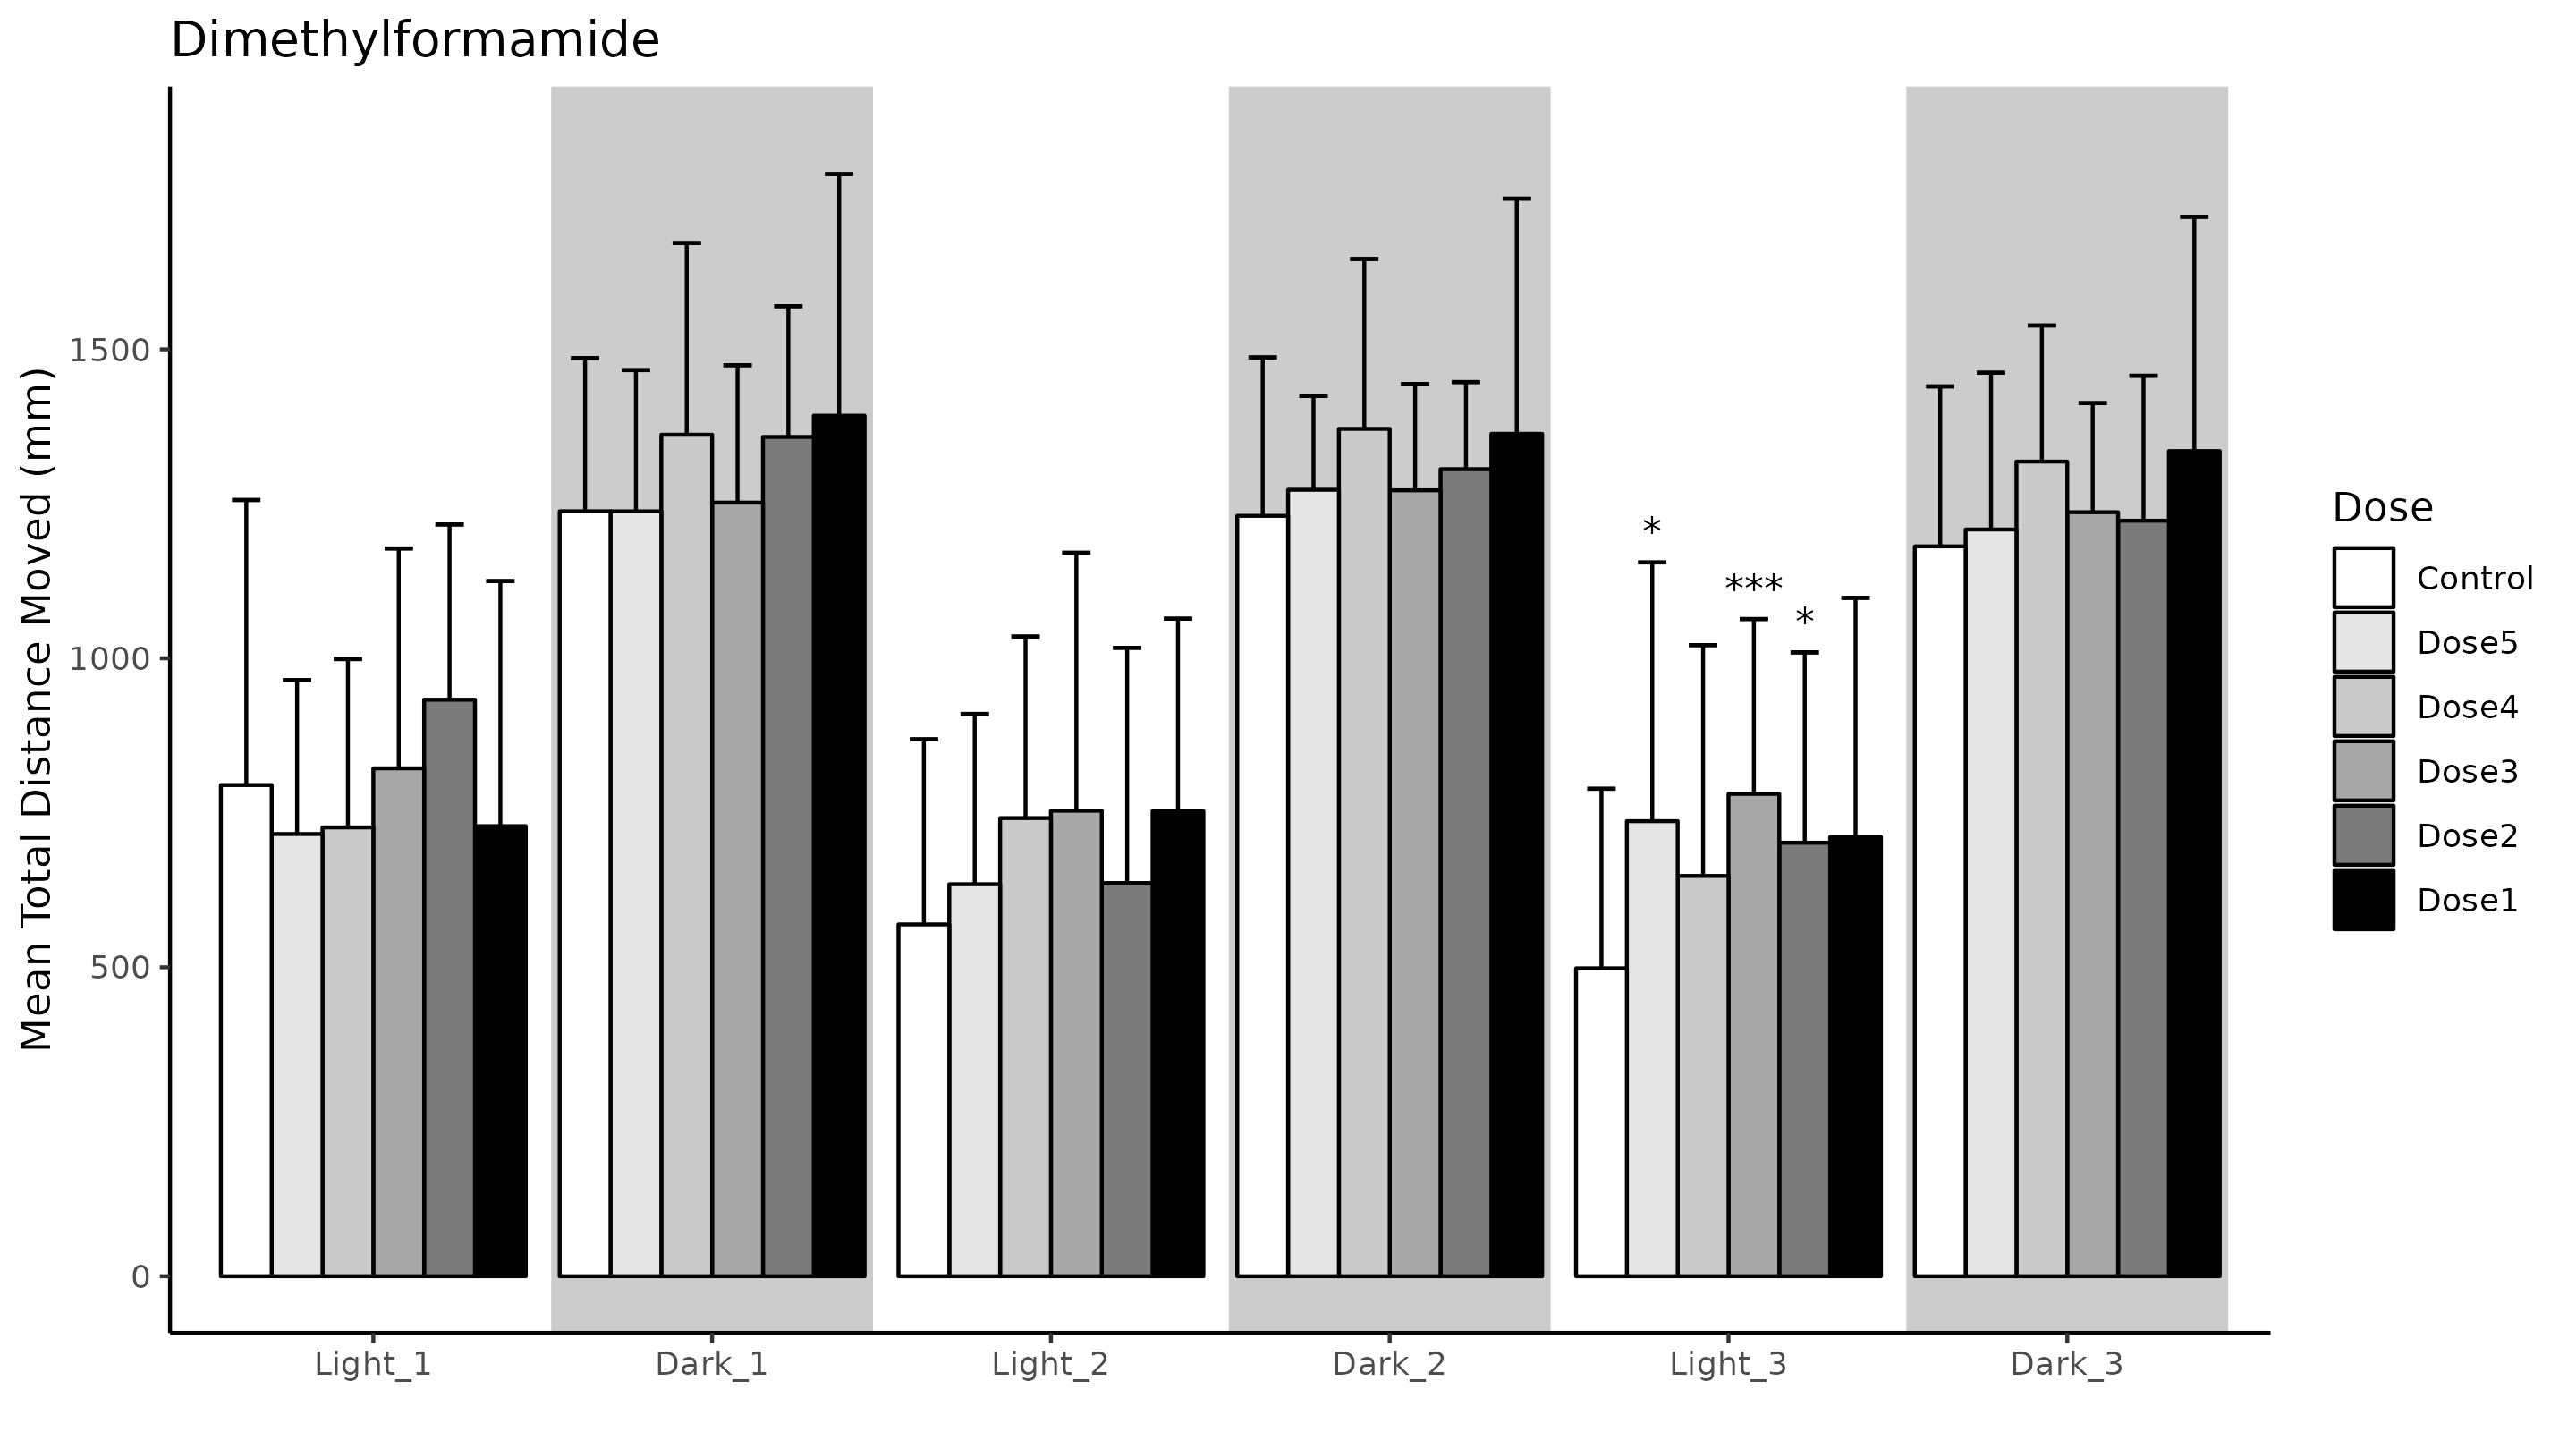 Dimethylformamide
Mean Total Distance Moved (mm)
1500
1000
500
0
*
***
*
Light_1
Dark_1
Light_2
Dark_2
Light_3
Dark_3
Dose
Control
Dose5
Dose4
Dose3
Dose2
Dose1